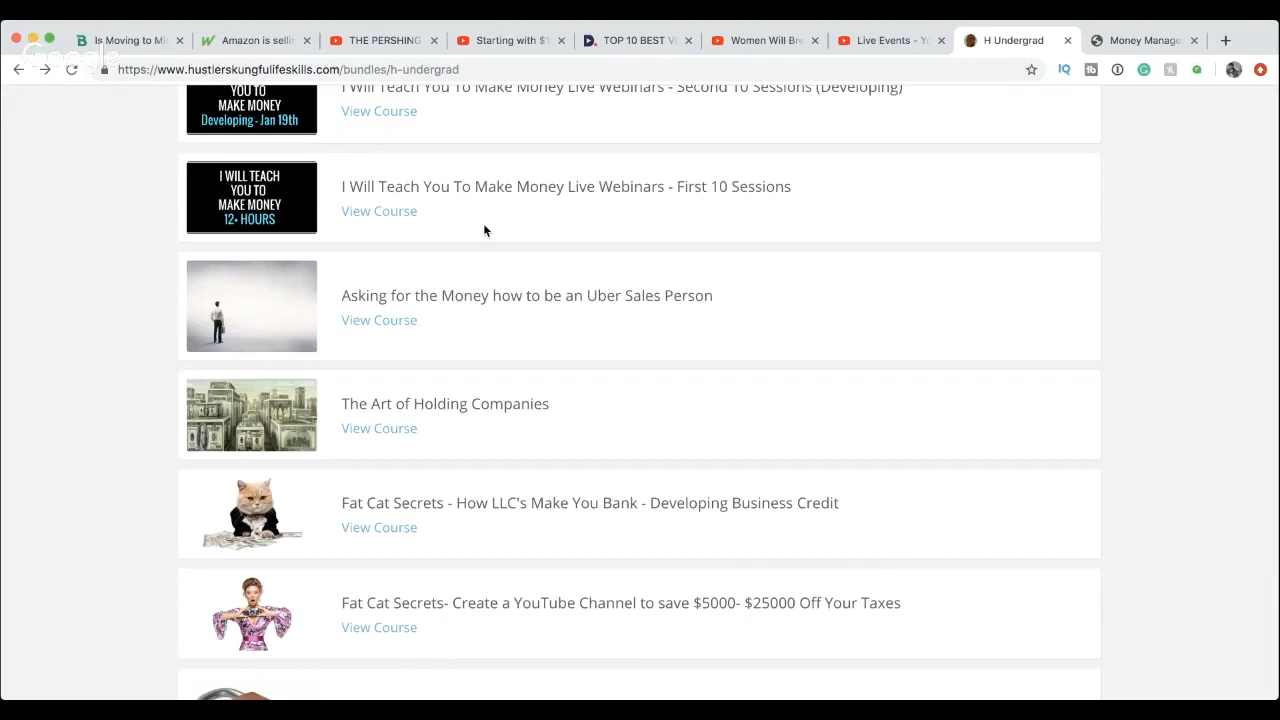 Is Moving to Mi
Amazon is sellin
THE PERSHING
Starting with $1
TOP 10 BEST V
Women Will Bre
Live Events - Yo
H Undergrad
Money Manage
Google
https://www.hustlerskungfulifeskills.com/bundles/h-undergrad
YOU TO
MAKE MONEY
Developing - Jan 19th
I Will Teach You To Make Money Live Webinars - Second 10 Sessions (Developing)
View Course
I WILL TEACH
YOU TO
MAKE MONEY
12+ HOURS
I Will Teach You To Make Money Live Webinars - First 10 Sessions
View Course
Asking for the Money how to be an Uber Sales Person
View Course
The Art of Holding Companies
View Course
Fat Cat Secrets - How LLC's Make You Bank - Developing Business Credit
View Course
Fat Cat Secrets- Create a YouTube Channel to save $5000- $25000 Off Your Taxes
View Course